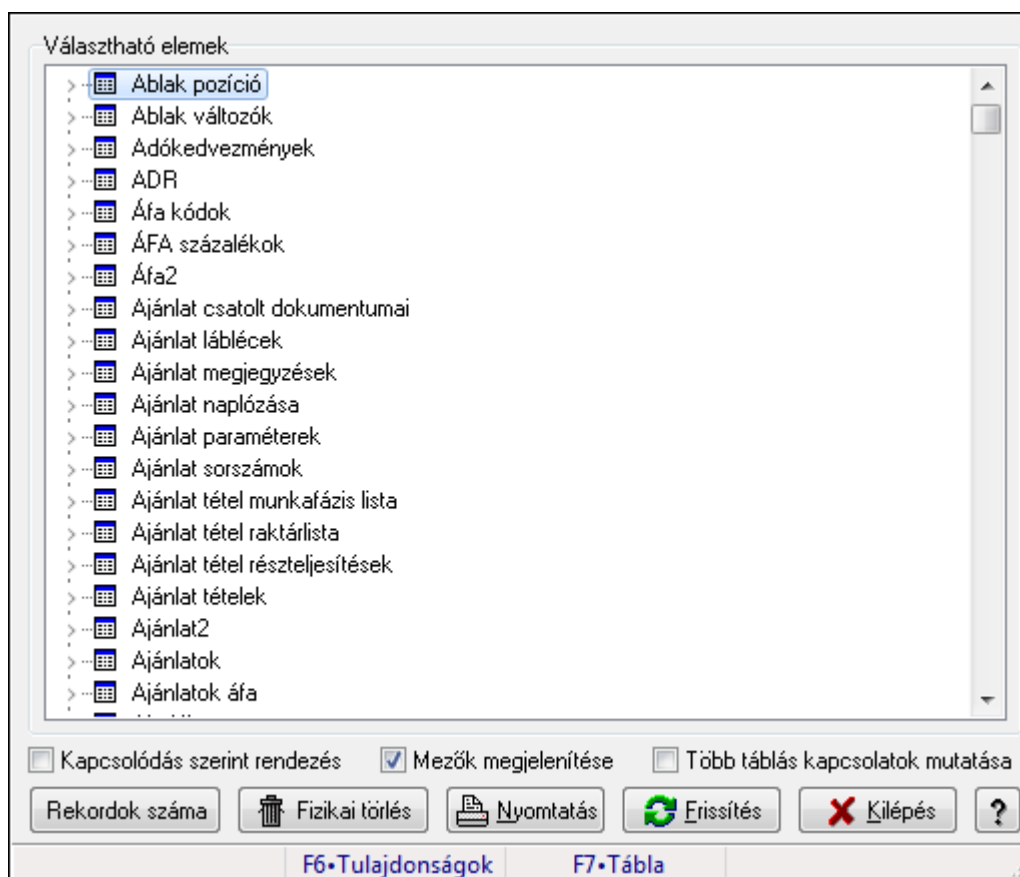 Választható elemek
Ablak pozíció
Ablak változók
Adókedvezmények
ADR
Áfa kódok
ÁFA százalékok
Áfa2
Ajánlat csatolt dokumentumai
Ajánlat láblécek
Ajánlat megjegyzések
Ajánlat naplózása
Ajánlat paraméterek
Ajánlat sorszámok
Ajánlat tétel munkafázis lista
Ajánlat tétel raktárlista
Ajánlat tétel részteljesítések
Ajánlat tételek
Ajánlat2
Ajánlatok
Ajánlatok áfa
Kapcsolódás szerint rendezés Mezők megjelenítése Több táblás kapcsolatok mutatása
Rekordok száma Fizikai törlés Nyomtatás Frissítés Kilépés ?
F6•Tulajdonságok F7•Tábla